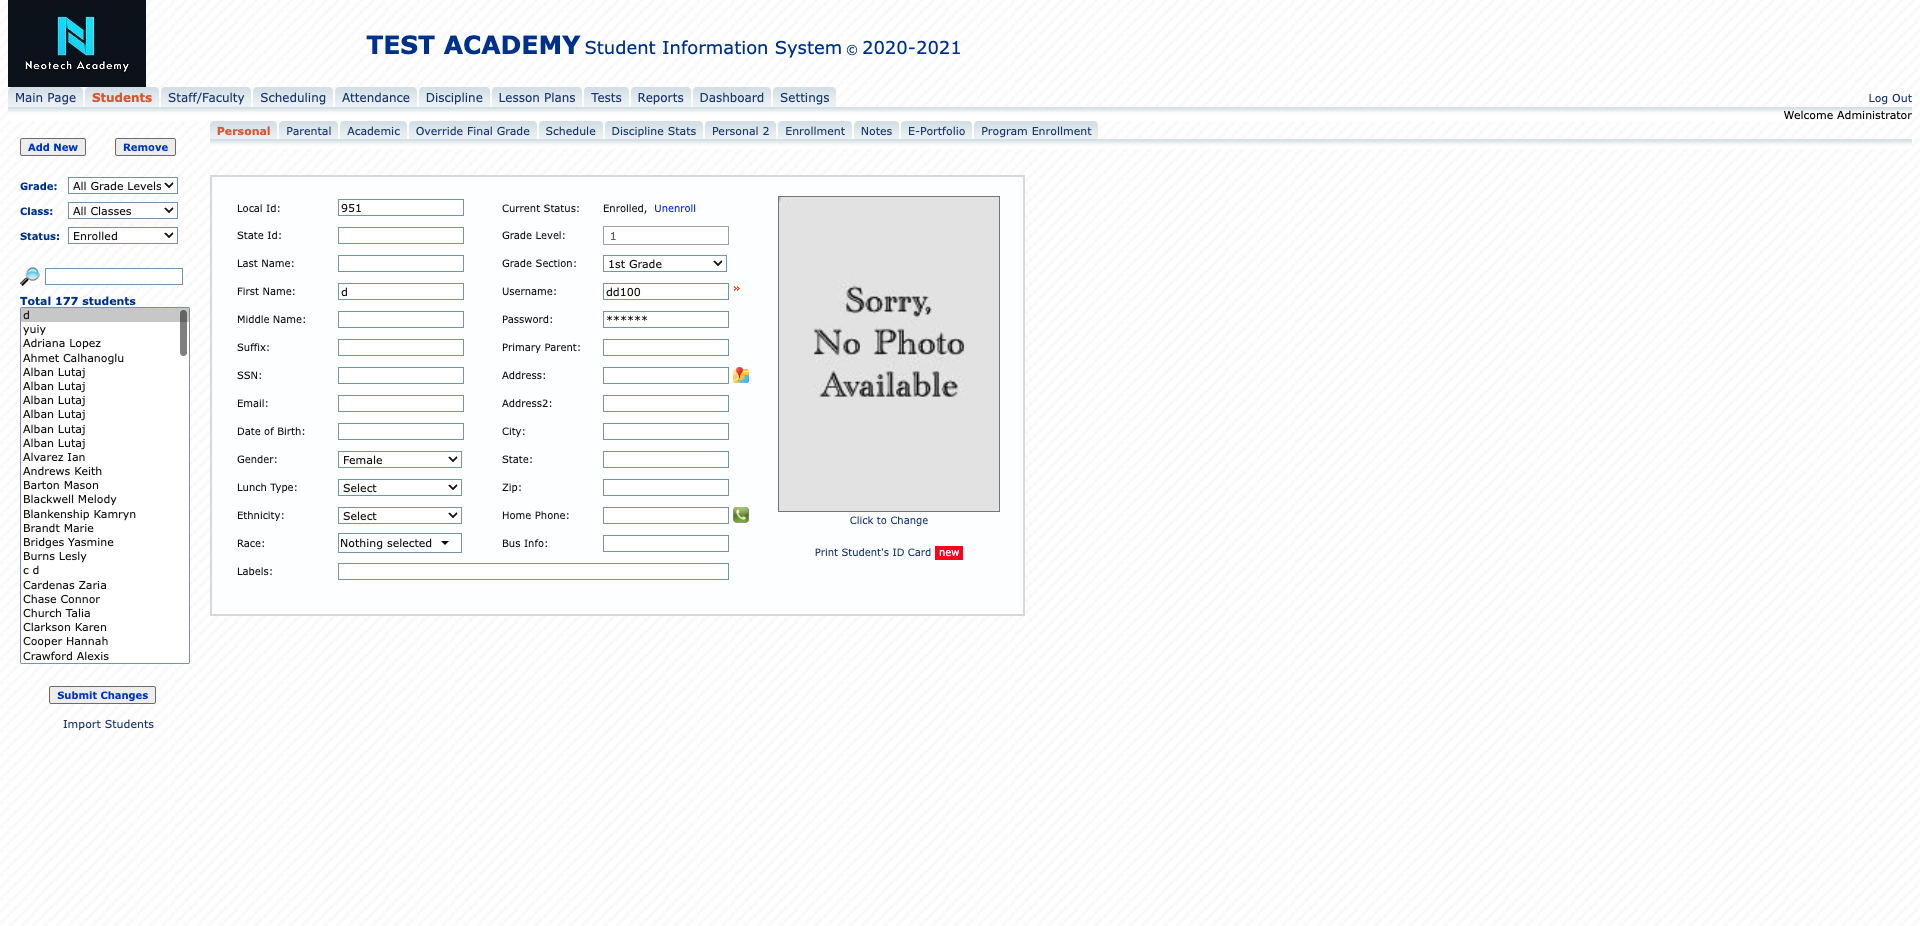 Neotech Academy
TEST ACADEMY Student Information System © 2020-2021
Main Page Students Staff/Faculty Scheduling Attendance Discipline Lesson Plans Tests Reports Dashboard Settings
Log Out
Welcome Administrator
Personal Parental Academic Override Final Grade Schedule Discipline Stats Personal 2 Enrollment Notes E-Portfolio Program Enrollment
Add New Remove
Grade: All Grade Levels
Class: All Classes
Status: Enrolled
Total 177 students
d
yuiy
Adriana Lopez
Ahmet Calhanoglu
Alban Lutaj
Alban Lutaj
Alban Lutaj
Alban Lutaj
Alban Lutaj
Alban Lutaj
Alvarez Ian
Andrews Keith
Barton Mason
Blackwell Melody
Blankenship Kamryn
Brandt Marie
Bridges Yasmine
Burns Lesly
c d
Cardenas Zaria
Chase Connor
Church Talia
Clarkson Karen
Cooper Hannah
Crawford Alexis
Submit Changes
Import Students
Local Id: 951 Current Status: Enrolled, Unenroll
State Id: Grade Level: 1
Last Name: Grade Section: 1st Grade
First Name: d Username: dd100 »
Middle Name: Password: ******
Suffix: Primary Parent:
SSN: Address:
Email: Address2:
Date of Birth: City:
Gender: Female State:
Lunch Type: Select Zip:
Ethnicity: Select Home Phone:
Race: Nothing selected Bus Info:
Labels:
Sorry,
No Photo
Available
Click to Change
Print Student's ID Card new